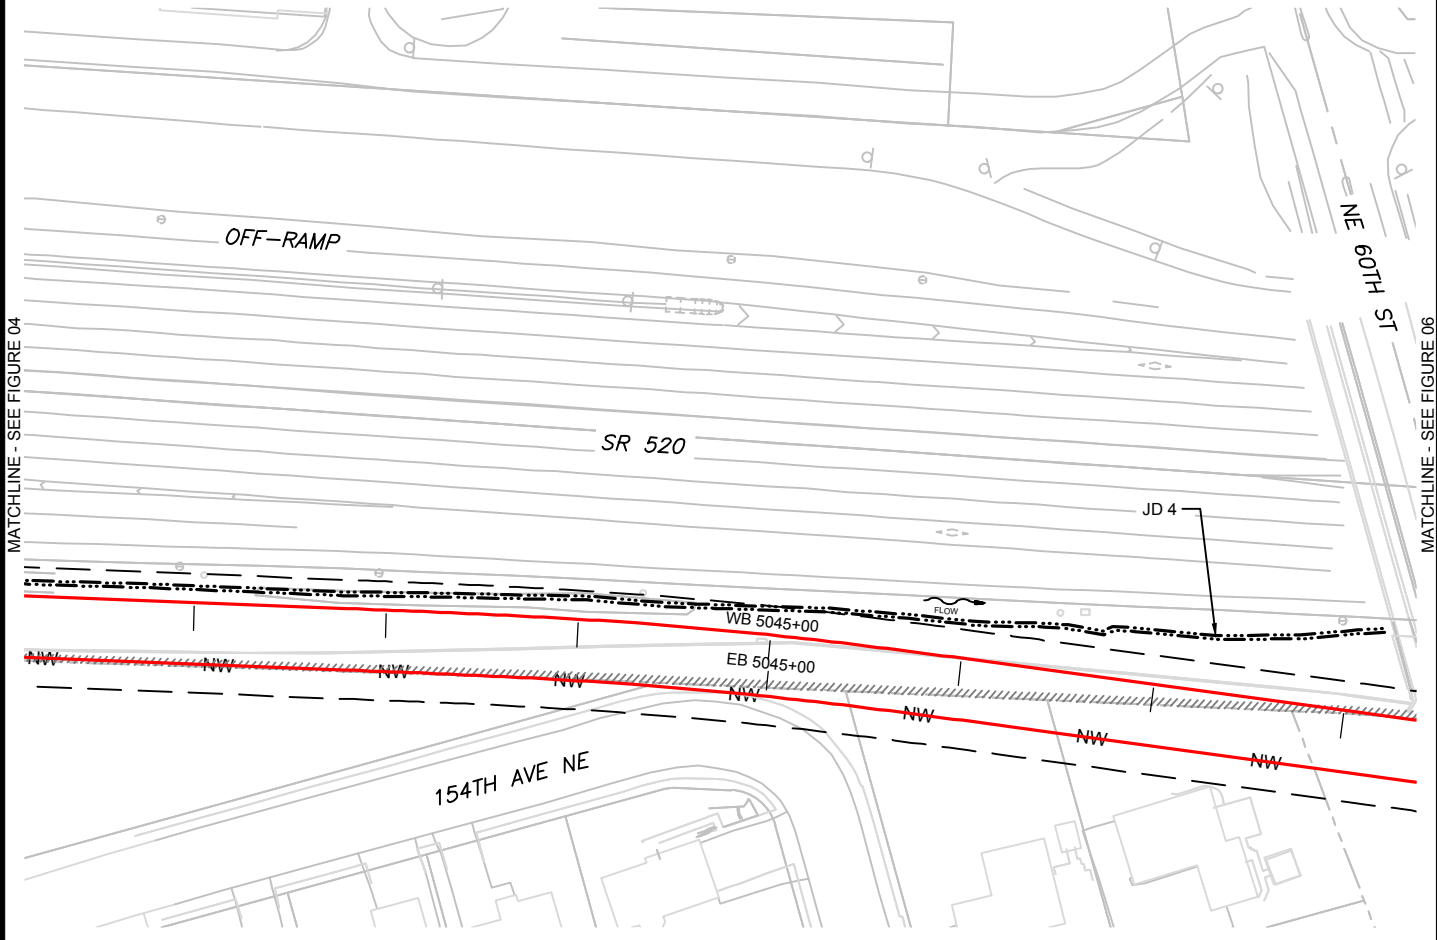 OFF-RAMP
NE 60TH ST
MATCHLINE - SEE FIGURE 04
MATCHLINE - SEE FIGURE 06
SR 520
JD 4
FLOW
WB 5045+00
EB 5045+00
NW
NW
NW
NW
NW
NW
NW
NW
154TH AVE NE